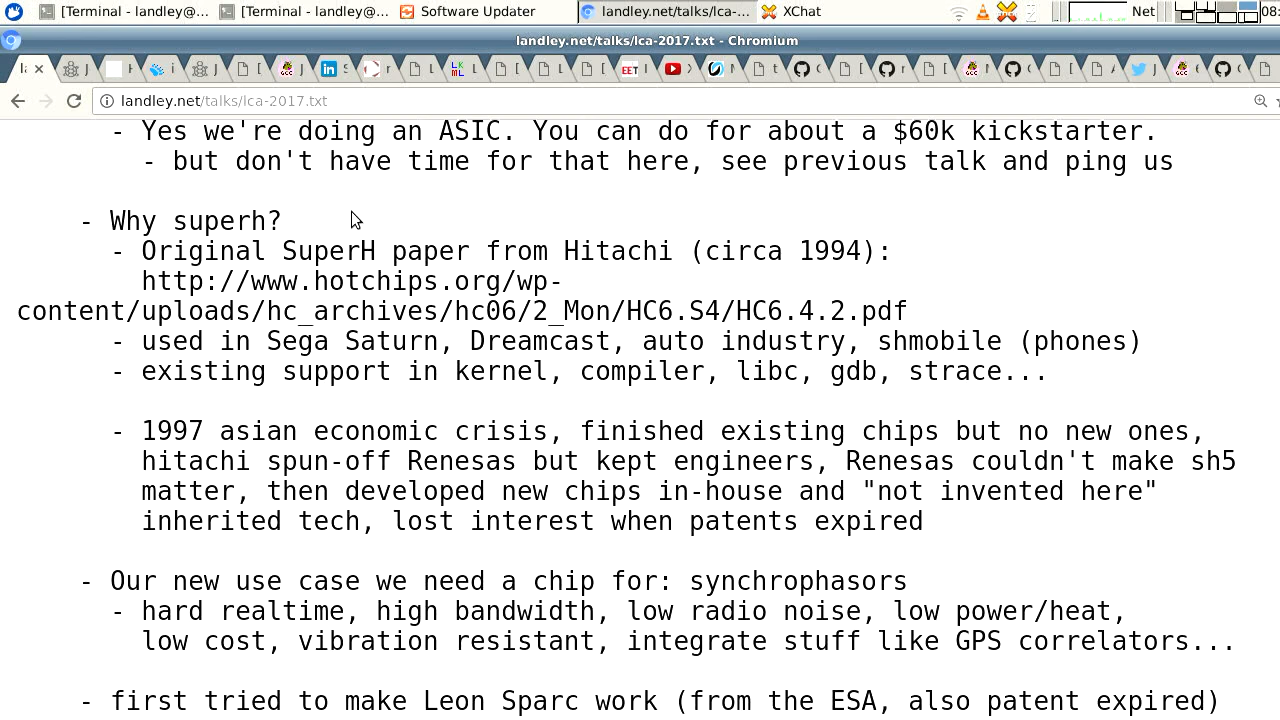 [Terminal - landley@... [Terminal - landley@... Software Updater landley.net/talks/lca-... XChat Net 08:
landley.net/talks/lca-2017.txt - Chromium
landley.net/talks/lca-2017.txt
- Yes we're doing an ASIC. You can do for about a $60k kickstarter.
- but don't have time for that here, see previous talk and ping us
- Why superh?
- Original SuperH paper from Hitachi (circa 1994):
http://www.hotchips.org/wp-
content/uploads/hc_archives/hc06/2_Mon/HC6.S4/HC6.4.2.pdf
- used in Sega Saturn, Dreamcast, auto industry, shmobile (phones)
- existing support in kernel, compiler, libc, gdb, strace...
- 1997 asian economic crisis, finished existing chips but no new ones,
hitachi spun-off Renesas but kept engineers, Renesas couldn't make sh5
matter, then developed new chips in-house and "not invented here"
inherited tech, lost interest when patents expired
- Our new use case we need a chip for: synchrophasors
- hard realtime, high bandwidth, low radio noise, low power/heat,
low cost, vibration resistant, integrate stuff like GPS correlators...
- first tried to make Leon Sparc work (from the ESA, also patent expired)